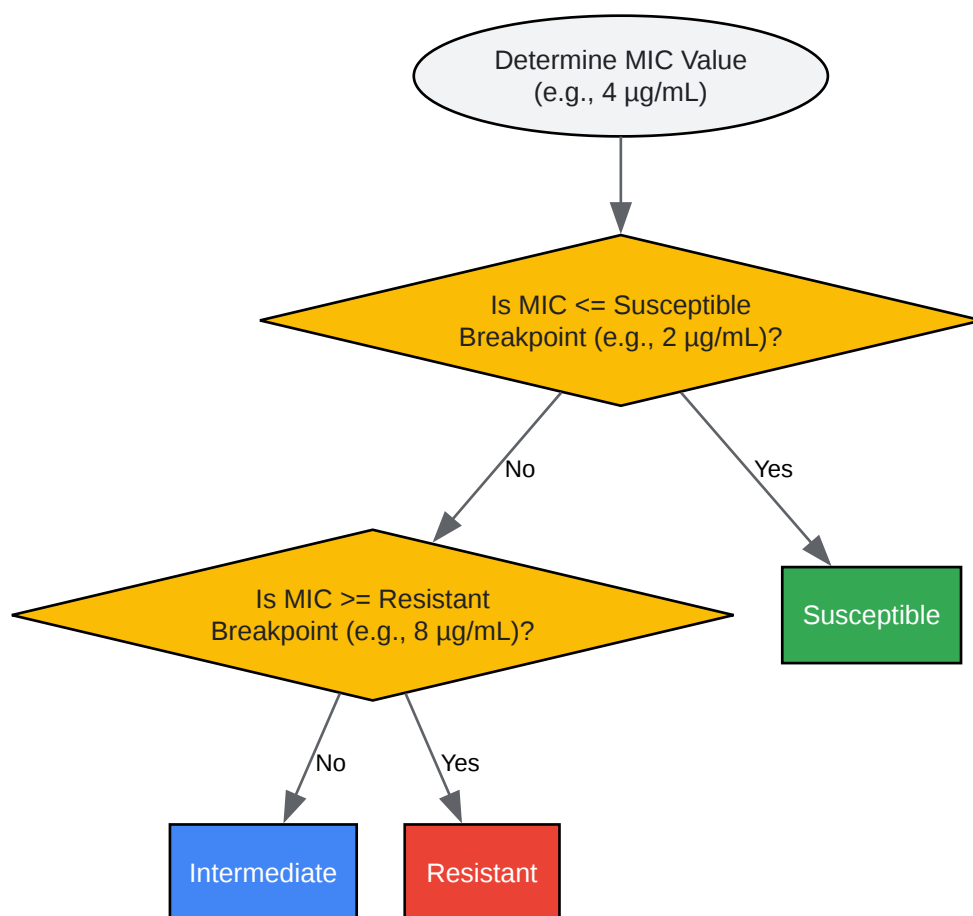 Determine MIC Value
(e.g., 4 µg/mL)
Is MIC <= Susceptible
Breakpoint (e.g., 2 µg/mL)?
No
Yes
Is MIC >= Resistant
Breakpoint (e.g., 8 µg/mL)?
Susceptible
No
Yes
Intermediate
Resistant